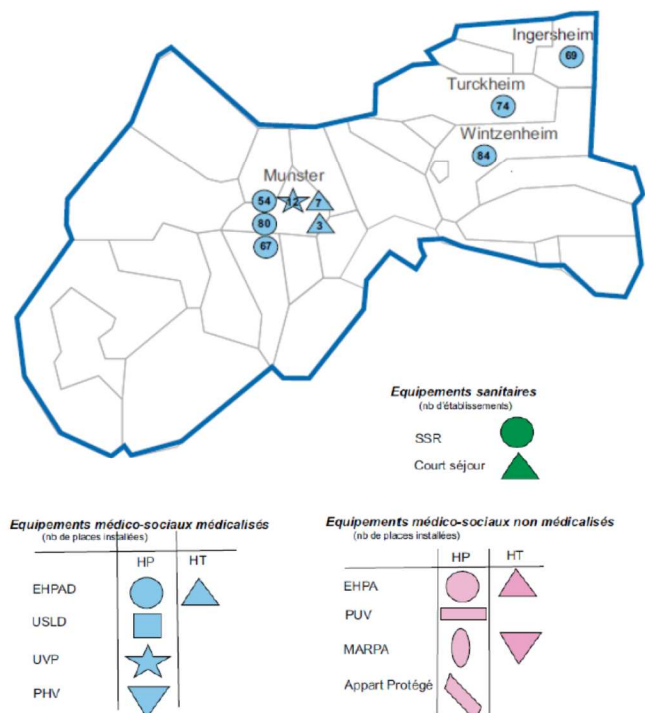 Ingersheim
69
Turckheim
74
Wintzenheim
84
Munster
54 12 7
80 3
67
Equipements sanitaires
(nb d'établissements)
SSR
Court séjour
Equipements médico-sociaux médicalisés
(nb de places installées)
HP HT
EHPAD
USLD
UVP
PHV
Equipements médico-sociaux non médicalisés
(nb de places installées)
HP HT
EHPA
PUV
MARPA
Appart Protégé